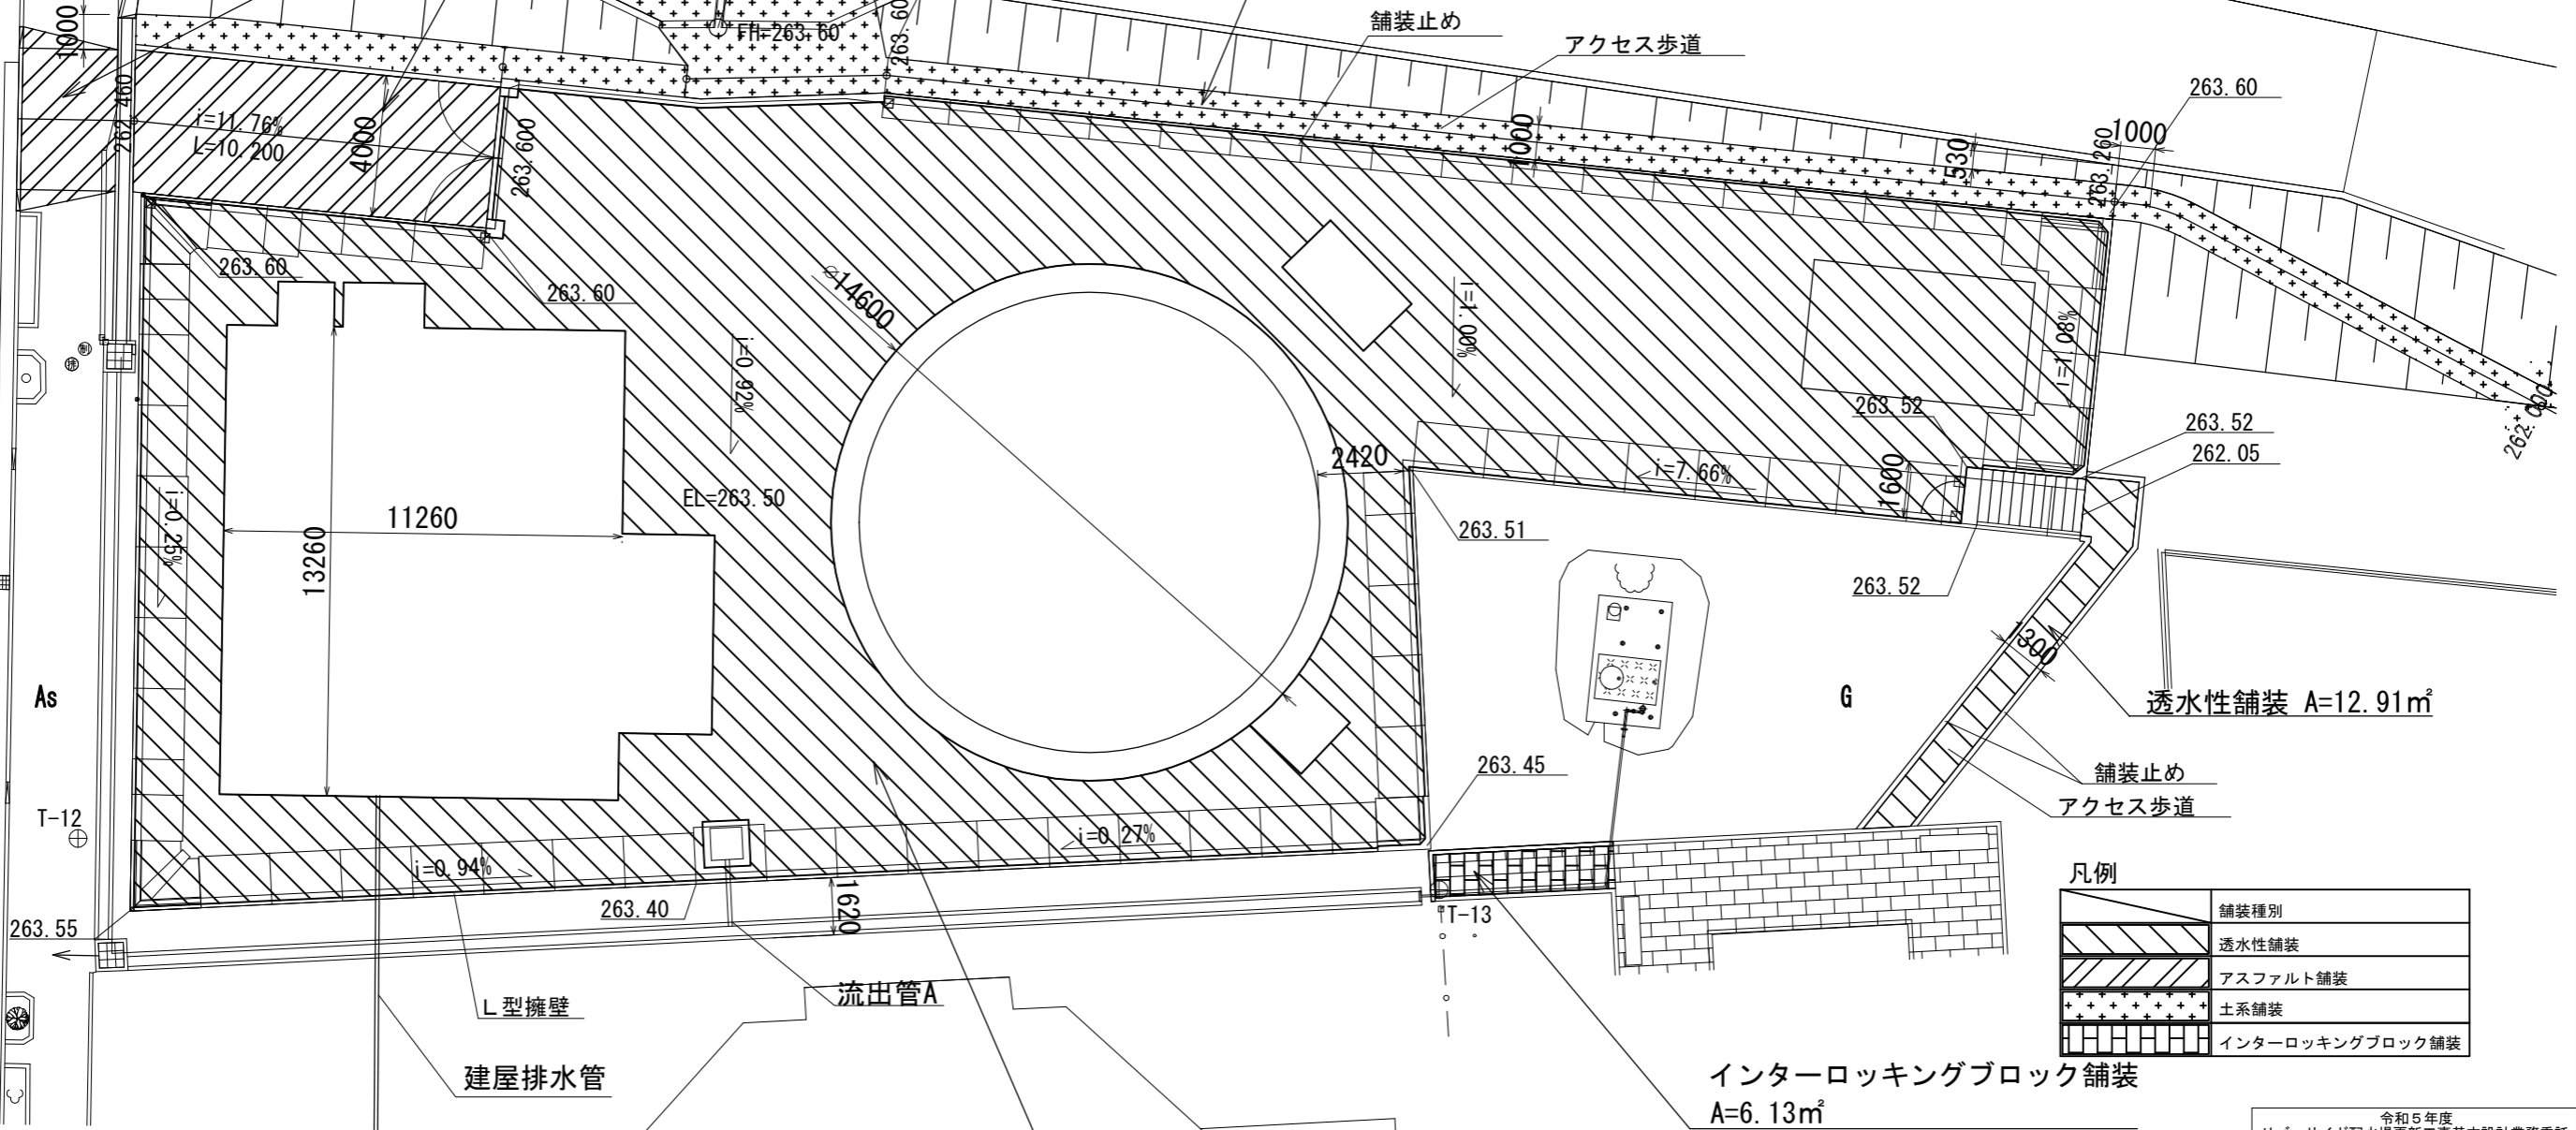 1000
262.460
i=11.76%
L=10.200
4000
263.600
FH=263.60
263.60
舗装止め
アクセス歩道
1000
530
263.260
1000
263.60
263.60
263.60
φ14600
i=0.92%
i=1.00%
i=1.08%
263.52
263.52
262.05
2420
i=7.66%
1600
263.51
263.52
EL=263.50
11260
13260
i=0.25%
As
G
1300
透水性舗装 A=12.91㎡
舗装止め
アクセス歩道
263.45
T-12
i=0.94%
i=0.27%
263.40
1620
263.55
T-13
L型擁壁
流出管A
建屋排水管
インターロッキングブロック舗装
A=6.13㎡
凡例
舗装種別
透水性舗装
アスファルト舗装
土系舗装
インターロッキングブロック舗装
令和5年度